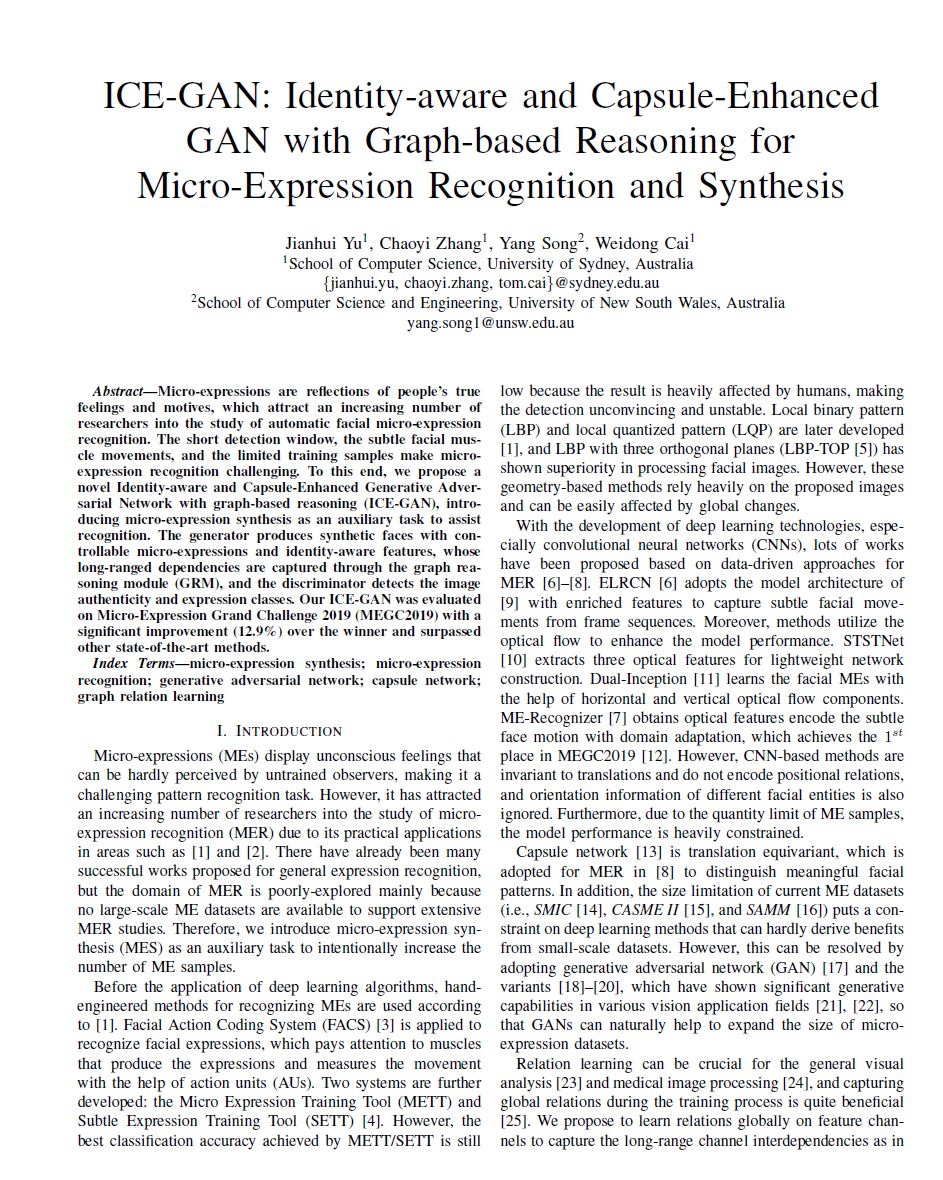 ICE-GAN: Identity-aware and Capsule-Enhanced
GAN with Graph-based Reasoning for
Micro-Expression Recognition and Synthesis
Jianhui Yu1, Chaoyi Zhang1, Yang Song2, Weidong Cai1
1School of Computer Science, University of Sydney, Australia
{jianhui.yu, chaoyi.zhang, tom.cai}@sydney.edu.au
2School of Computer Science and Engineering, University of New South Wales, Australia
yang.song1@unsw.edu.au
Abstract—Micro-expressions are reflections of people's true
feelings and motives, which attract an increasing number of
researchers into the study of automatic facial micro-expression
recognition. The short detection window, the subtle facial mus-
cle movements, and the limited training samples make micro-
expression recognition challenging. To this end, we propose a
novel Identity-aware and Capsule-Enhanced Generative Adver-
sarial Network with graph-based reasoning (ICE-GAN), intro-
ducing micro-expression synthesis as an auxiliary task to assist
recognition. The generator produces synthetic faces with con-
trollable micro-expressions and identity-aware features, whose
long-ranged dependencies are captured through the graph rea-
soning module (GRM), and the discriminator detects the image
authenticity and expression classes. Our ICE-GAN was evaluated
on Micro-Expression Grand Challenge 2019 (MEGC2019) with a
significant improvement (12.9%) over the winner and surpassed
other state-of-the-art methods.
Index Terms—micro-expression synthesis; micro-expression
recognition; generative adversarial network; capsule network;
graph relation learning
I. INTRODUCTION
Micro-expressions (MEs) display unconscious feelings that
can be hardly perceived by untrained observers, making it a
challenging pattern recognition task. However, it has attracted
an increasing number of researchers into the study of micro-
expression recognition (MER) due to its practical applications
in areas such as [1] and [2]. There have already been many
successful works proposed for general expression recognition,
but the domain of MER is poorly-explored mainly because
no large-scale ME datasets are available to support extensive
MER studies. Therefore, we introduce micro-expression syn-
thesis (MES) as an auxiliary task to intentionally increase the
number of ME samples.
Before the application of deep learning algorithms, hand-
engineered methods for recognizing MEs are used according
to [1]. Facial Action Coding System (FACS) [3] is applied to
recognize facial expressions, which pays attention to muscles
that produce the expressions and measures the movement
with the help of action units (AUs). Two systems are further
developed: the Micro Expression Training Tool (METT) and
Subtle Expression Training Tool (SETT) [4]. However, the
best classification accuracy achieved by METT/SETT is still
low because the result is heavily affected by humans, making
the detection unconvincing and unstable. Local binary pattern
(LBP) and local quantized pattern (LQP) are later developed
[1], and LBP with three orthogonal planes (LBP-TOP [5]) has
shown superiority in processing facial images. However, these
geometry-based methods rely heavily on the proposed images
and can be easily affected by global changes.
With the development of deep learning technologies, espe-
cially convolutional neural networks (CNNs), lots of works
have been proposed based on data-driven approaches for
MER [6]–[8]. ELRCN [6] adopts the model architecture of
[9] with enriched features to capture subtle facial move-
ments from frame sequences. Moreover, methods utilize the
optical flow to enhance the model performance. STSTNet
[10] extracts three optical features for lightweight network
construction. Dual-Inception [11] learns the facial MEs with
the help of horizontal and vertical optical flow components.
ME-Recognizer [7] obtains optical features encode the subtle
face motion with domain adaptation, which achieves the 1st
place in MEGC2019 [12]. However, CNN-based methods are
invariant to translations and do not encode positional relations,
and orientation information of different facial entities is also
ignored. Furthermore, due to the quantity limit of ME samples,
the model performance is heavily constrained.
Capsule network [13] is translation equivariant, which is
adopted for MER in [8] to distinguish meaningful facial
patterns. In addition, the size limitation of current ME datasets
(i.e., SMIC [14], CASME II [15], and SAMM [16]) puts a con-
straint on deep learning methods that can hardly derive benefits
from small-scale datasets. However, this can be resolved by
adopting generative adversarial network (GAN) [17] and the
variants [18]–[20], which have shown significant generative
capabilities in various vision application fields [21], [22], so
that GANs can naturally help to expand the size of micro-
expression datasets.
Relation learning can be crucial for the general visual
analysis [23] and medical image processing [24], and capturing
global relations during the training process is quite beneficial
[25]. We propose to learn relations globally on feature chan-
nels to capture the long-range channel interdependencies as in